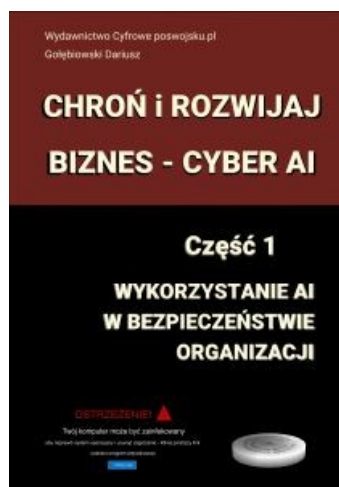 Wydawnictwo Cyfrowe poswojsku.pl
Gołębiowski Dariusz
CHROŃ i ROZWIJAJ
BIZNES - CYBER AI
Część 1
WYKORZYSTANIE AI
W BEZPIECZEŃSTWIE
ORGANIZACJI
OSTRZEŻENIE!
Twój komputer może być zainfekowany